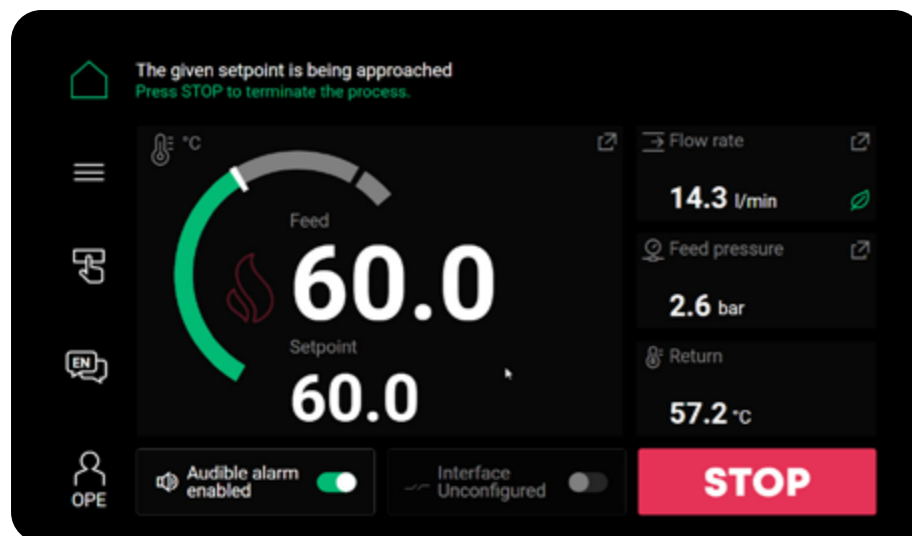 The given setpoint is being approached
Press STOP to terminate the process.
°C
Feed
60.0
Setpoint
60.0
Flow rate
14.3 l/min
Feed pressure
2.6 bar
Return
57.2 °C
EN
OPE
Audible alarm
enabled
Interface
Unconfigured
STOP